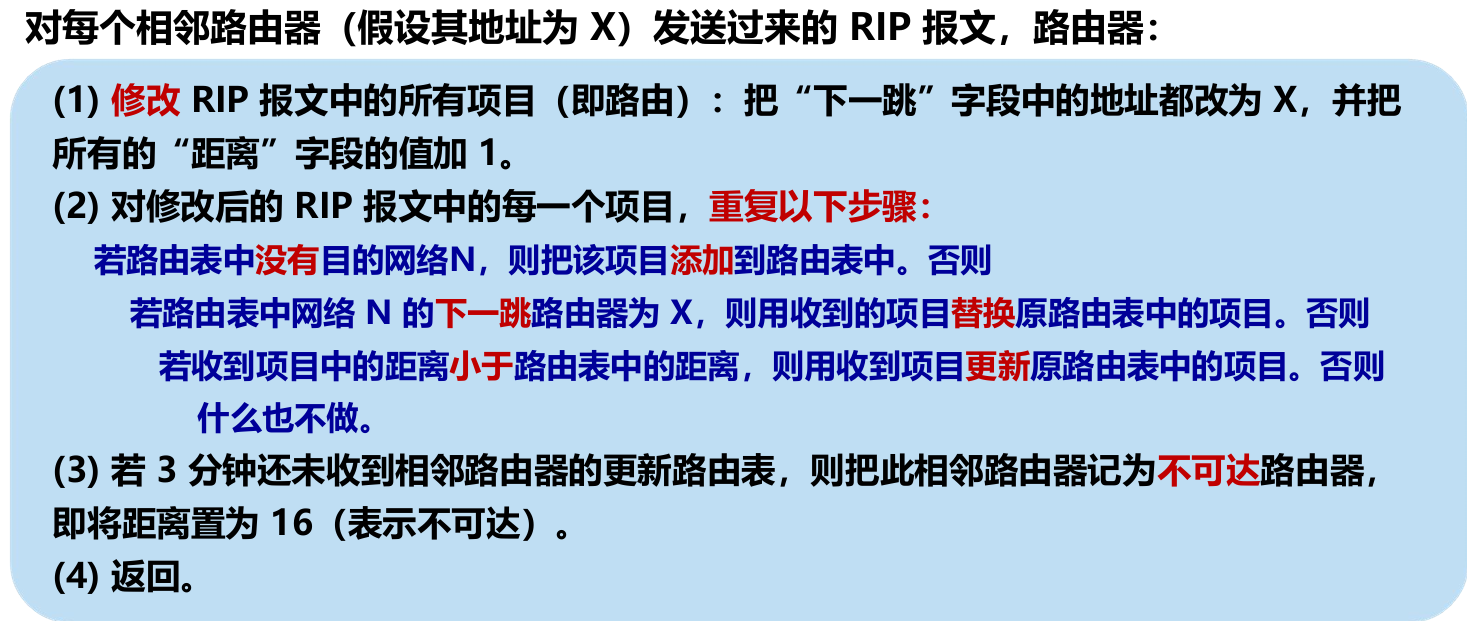 对每个相邻路由器（假设其地址为 X）发送过来的 RIP 报文，路由器：
(1) 修改 RIP 报文中的所有项目（即路由）：把“下一跳”字段中的地址都改为 X，并把
所有的“距离”字段的值加 1。
(2) 对修改后的 RIP 报文中的每一个项目，重复以下步骤：
若路由表中没有目的网络N，则把该项目添加到路由表中。否则
若路由表中网络 N 的下一跳路由器为 X，则用收到的项目替换原路由表中的项目。否则
若收到项目中的距离小于路由表中的距离，则用收到项目更新原路由表中的项目。否则
什么也不做。
(3) 若 3 分钟还未收到相邻路由器的更新路由表，则把此相邻路由器记为不可达路由器，
即将距离置为 16（表示不可达）。
(4) 返回。